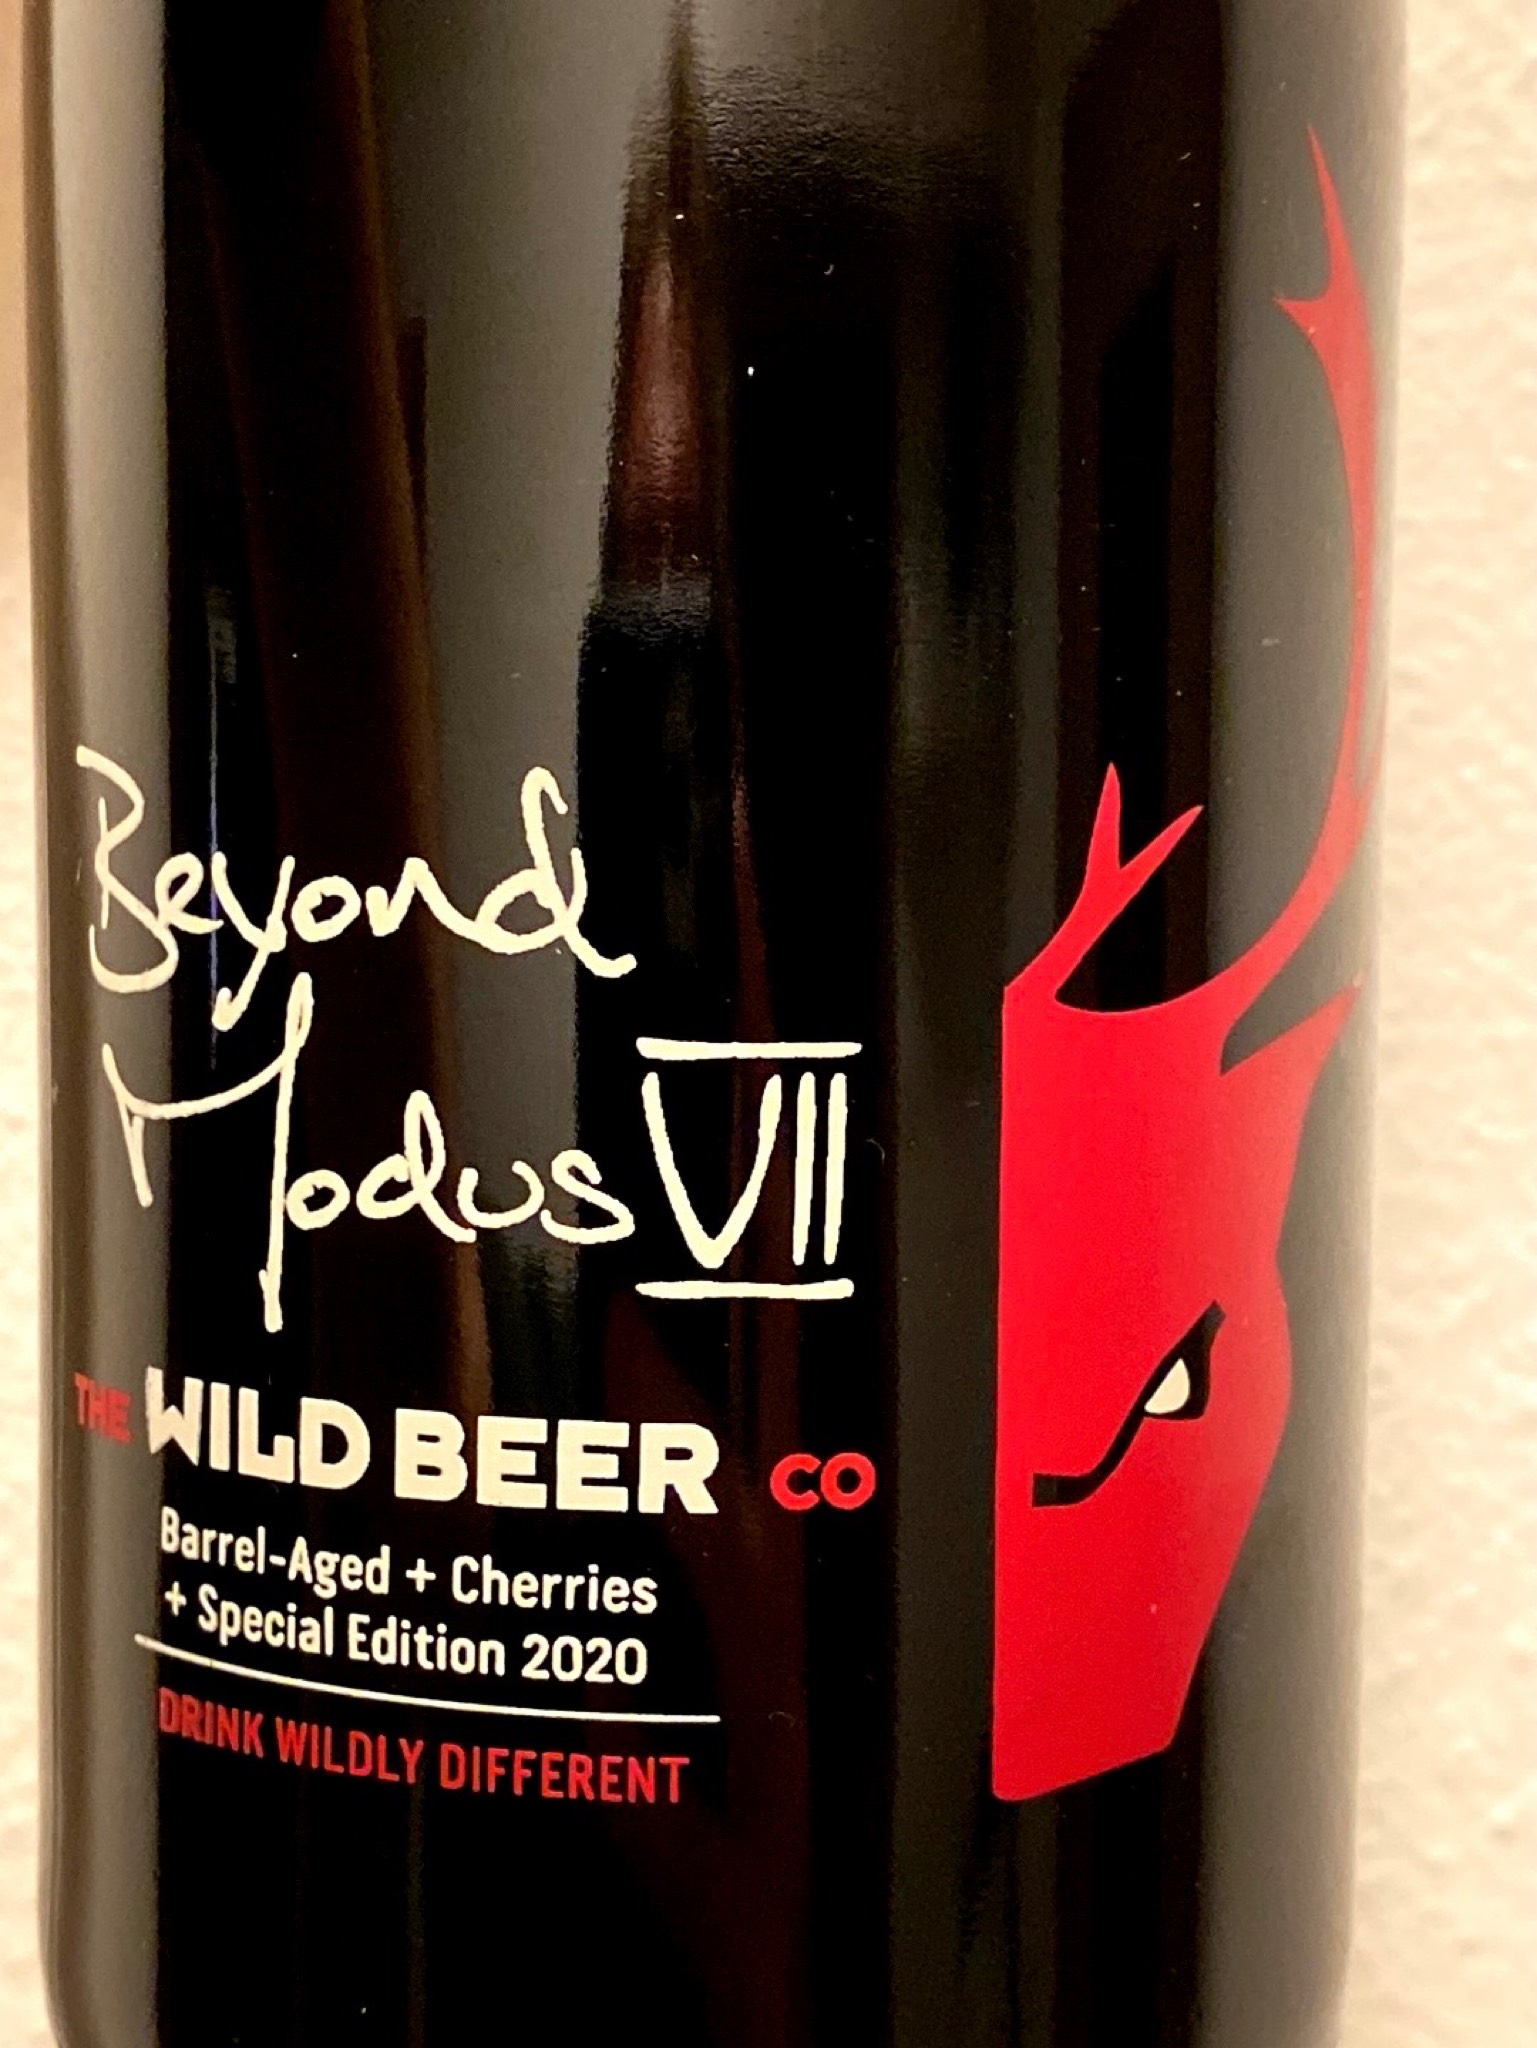 Beyond
Modus VII
THE WILD BEER CO
Barrel-Aged + Cherries
+ Special Edition 2020
DRINK WILDLY DIFFERENT